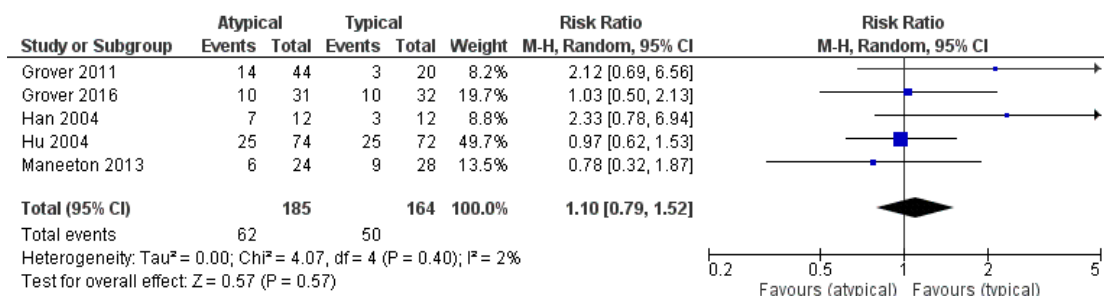 Atypical Typical Risk Ratio Risk Ratio
Study or Subgroup Events Total Events Total Weight M-H, Random, 95% CI M-H, Random, 95% CI
Grover 2011 14 44 3 20 8.2% 2.12 [0.69, 6.56]
Grover 2016 10 31 10 32 19.7% 1.03 [0.50, 2.13]
Han 2004 7 12 3 12 8.8% 2.33 [0.78, 6.94]
Hu 2004 25 74 25 72 49.7% 0.97 [0.62, 1.53]
Maneeton 2013 6 24 9 28 13.5% 0.78 [0.32, 1.87]
Total (95% CI) 185 164 100.0% 1.10 [0.79, 1.52]
Total events 62 50
Heterogeneity: Tau² = 0.00; Chi² = 4.07, df = 4 (P = 0.40); I² = 2%
Test for overall effect: Z = 0.57 (P = 0.57)
0.2 0.5 1 2 5
Favours (atypical) Favours (typical)